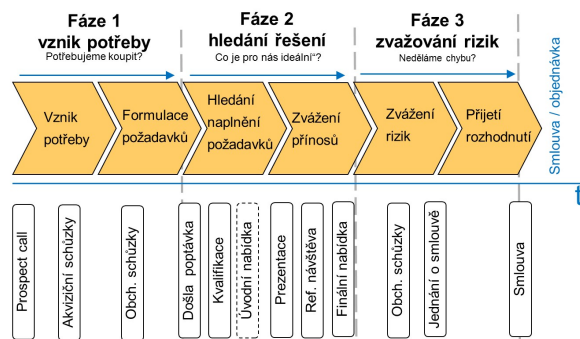 Fáze 1
vznik potřeby
Potřebujeme koupit?
Fáze 2
hledání řešení
Co je pro nás ideální“?
Fáze 3
zvažování rizik
Neděláme chybu?
Smlouva / objednávka
Vznik
potřeby
Formulace
požadavků
Hledání
naplnění
požadavků
Zvážení
přínosů
Zvážení
rizik
Přijetí
rozhodnutí
t
Prospect call
Akviziční schůzky
Obch. schůzky
Došla poptávka
Kvalifikace
Úvodní nabídka
Prezentace
Ref. návštěva
Finální nabídka
Obch. schůzky
Jednání o smlouvě
Smlouva